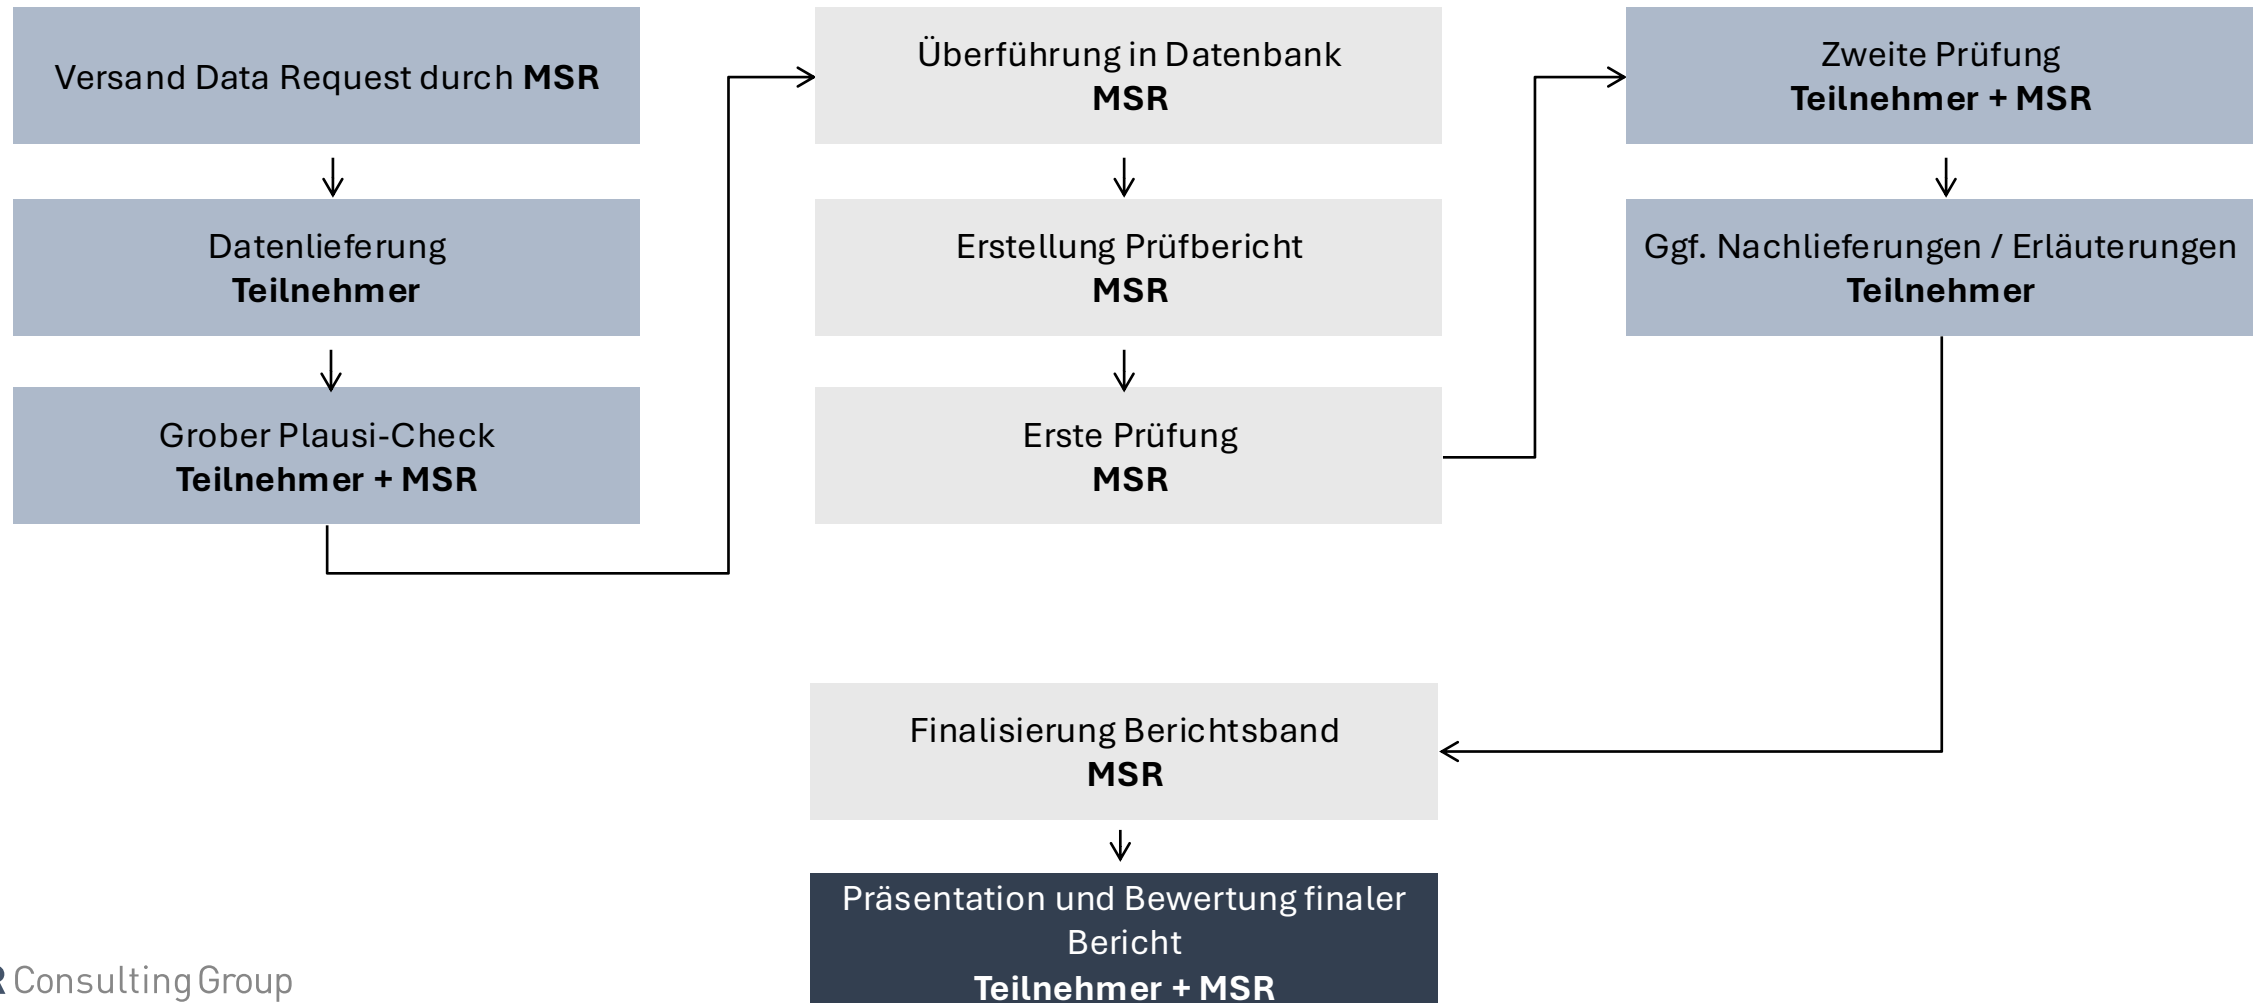 Versand Data Request durch MSR
Datenlieferung
Teilnehmer
Grober Plausi-Check
Teilnehmer + MSR
Überführung in Datenbank
MSR
Erstellung Prüfbericht
MSR
Erste Prüfung
MSR
Zweite Prüfung
Teilnehmer + MSR
Ggf. Nachlieferungen / Erläuterungen
Teilnehmer
Finalisierung Berichtsband
MSR
Präsentation und Bewertung finaler
Bericht
Teilnehmer + MSR
R Consulting Group